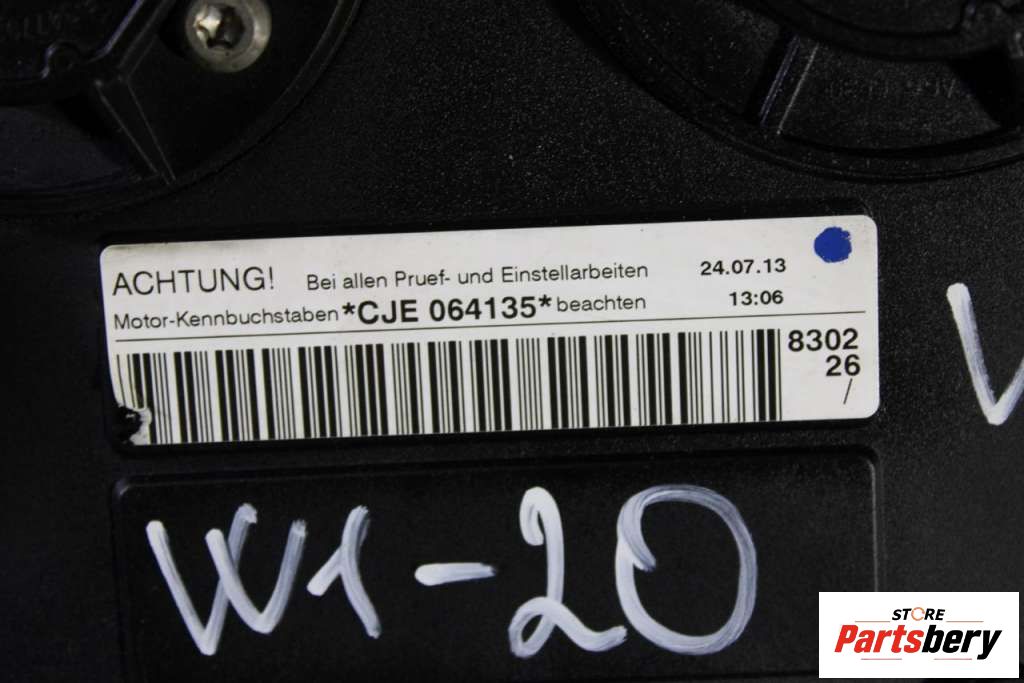 ACHTUNG! Bei allen Pruef- und Einstellarbeiten 24.07.13
Motor-Kennbuchstaben *CJE 064135* beachten 13:06
8302
26
/
W1-20
STORE
Partsbery